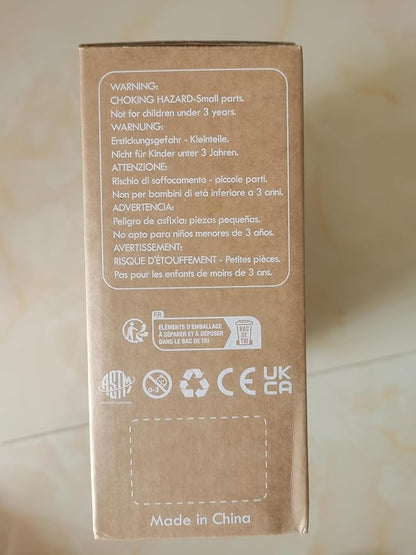 WARNING:
CHOKING HAZARD-Small parts.
Not for children under 3 years.
WARNUNG:
Erstickungsgefahr - Kleinteile.
Nicht für Kinder unter 3 Jahren.
ATTENZIONE:
Rischio di soffocamento - piccole parti.
Non per bambini di età inferiore a 3 anni.
ADVERTENCIA:
Peligro de asfixia: piezas pequeñas.
No apto para niños menores de 3 años.
AVERTISSEMENT:
RISQUE D'ÉTOUFFEMENT - Petites pièces.
Pas pour les enfants de moins de 3 ans.
FR
ÉLÉMENTS D'EMBALLAGE
À SÉPARER ET À DÉPOSER
DANS LE BAC DE TRI
BAC
DE
TRI
ASTM
0-3
CE
UK
CA
Made in China